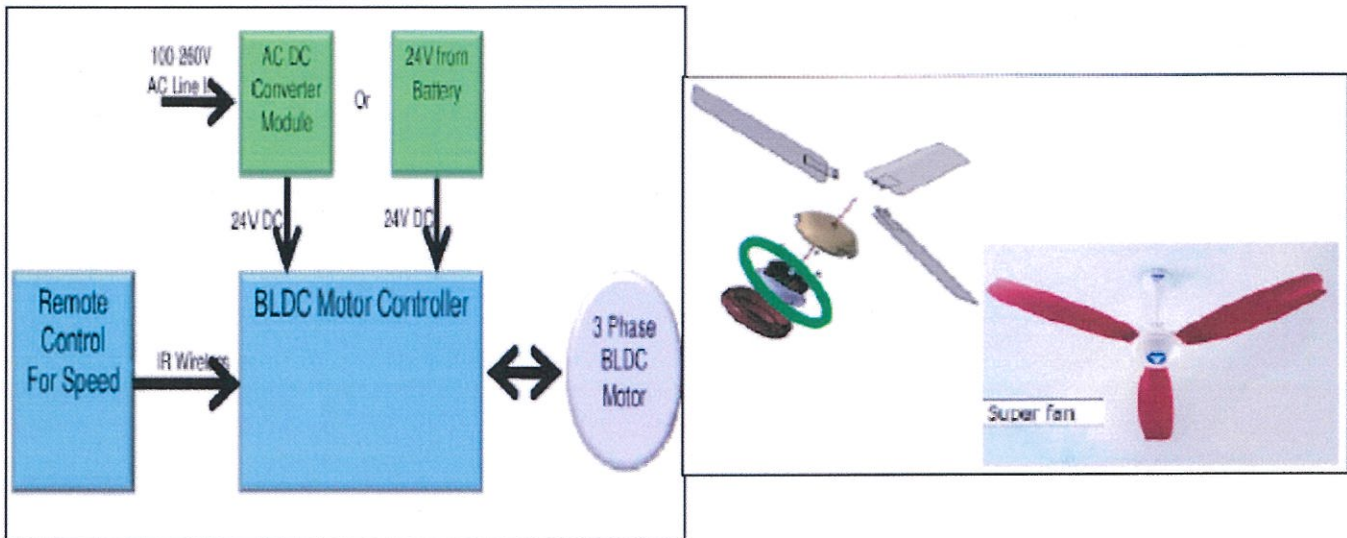 100-260V
AC Line I
AC DC
Converter
Module
Or
24V from
Battery
24V DC
24V DC
Remote
Control
For Speed
IR Wireless
BLDC Motor Controller
3 Phase
BLDC
Motor
Super fan